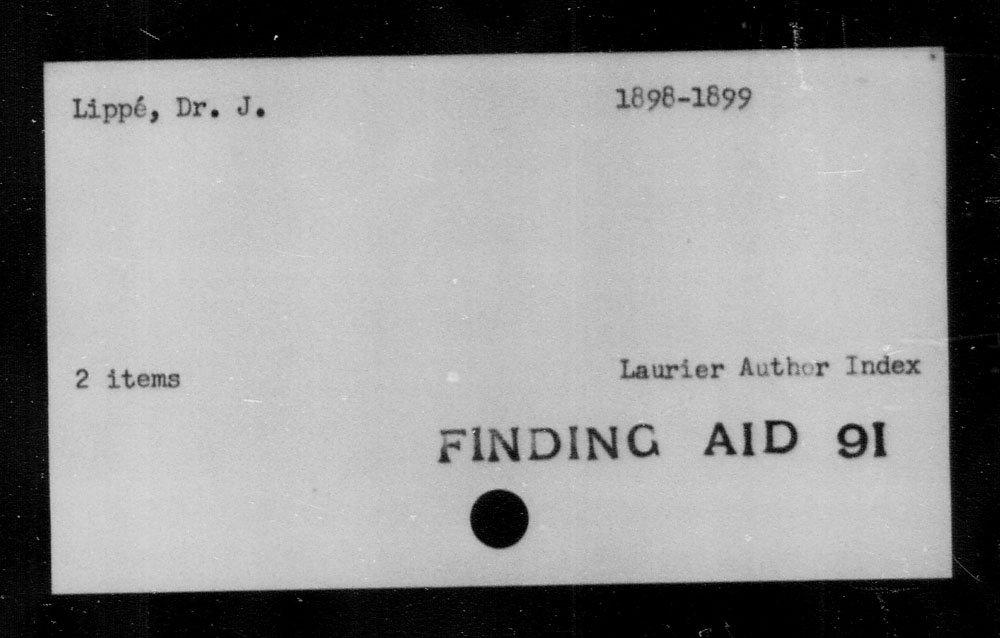 Lippé, Dr. J. 1898-1899
2 items Laurier Author Index
FINDING AID 91